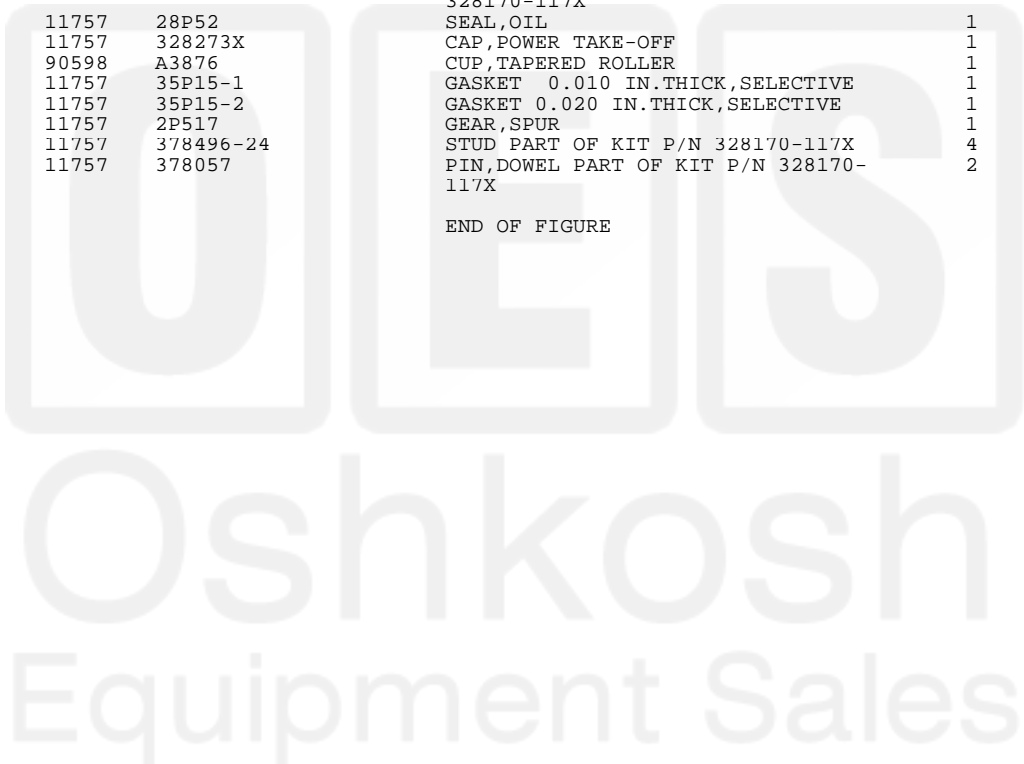 328170-117X
11757 28P52 SEAL,OIL 1
11757 328273X CAP,POWER TAKE-OFF 1
90598 A3876 CUP,TAPERED ROLLER 1
11757 35P15-1 GASKET 0.010 IN.THICK,SELECTIVE 1
11757 35P15-2 GASKET 0.020 IN.THICK,SELECTIVE 1
11757 2P517 GEAR,SPUR 1
11757 378496-24 STUD PART OF KIT P/N 328170-117X 4
11757 378057 PIN,DOWEL PART OF KIT P/N 328170- 2
117X
END OF FIGURE
OES
Oshkosh
Equipment Sales